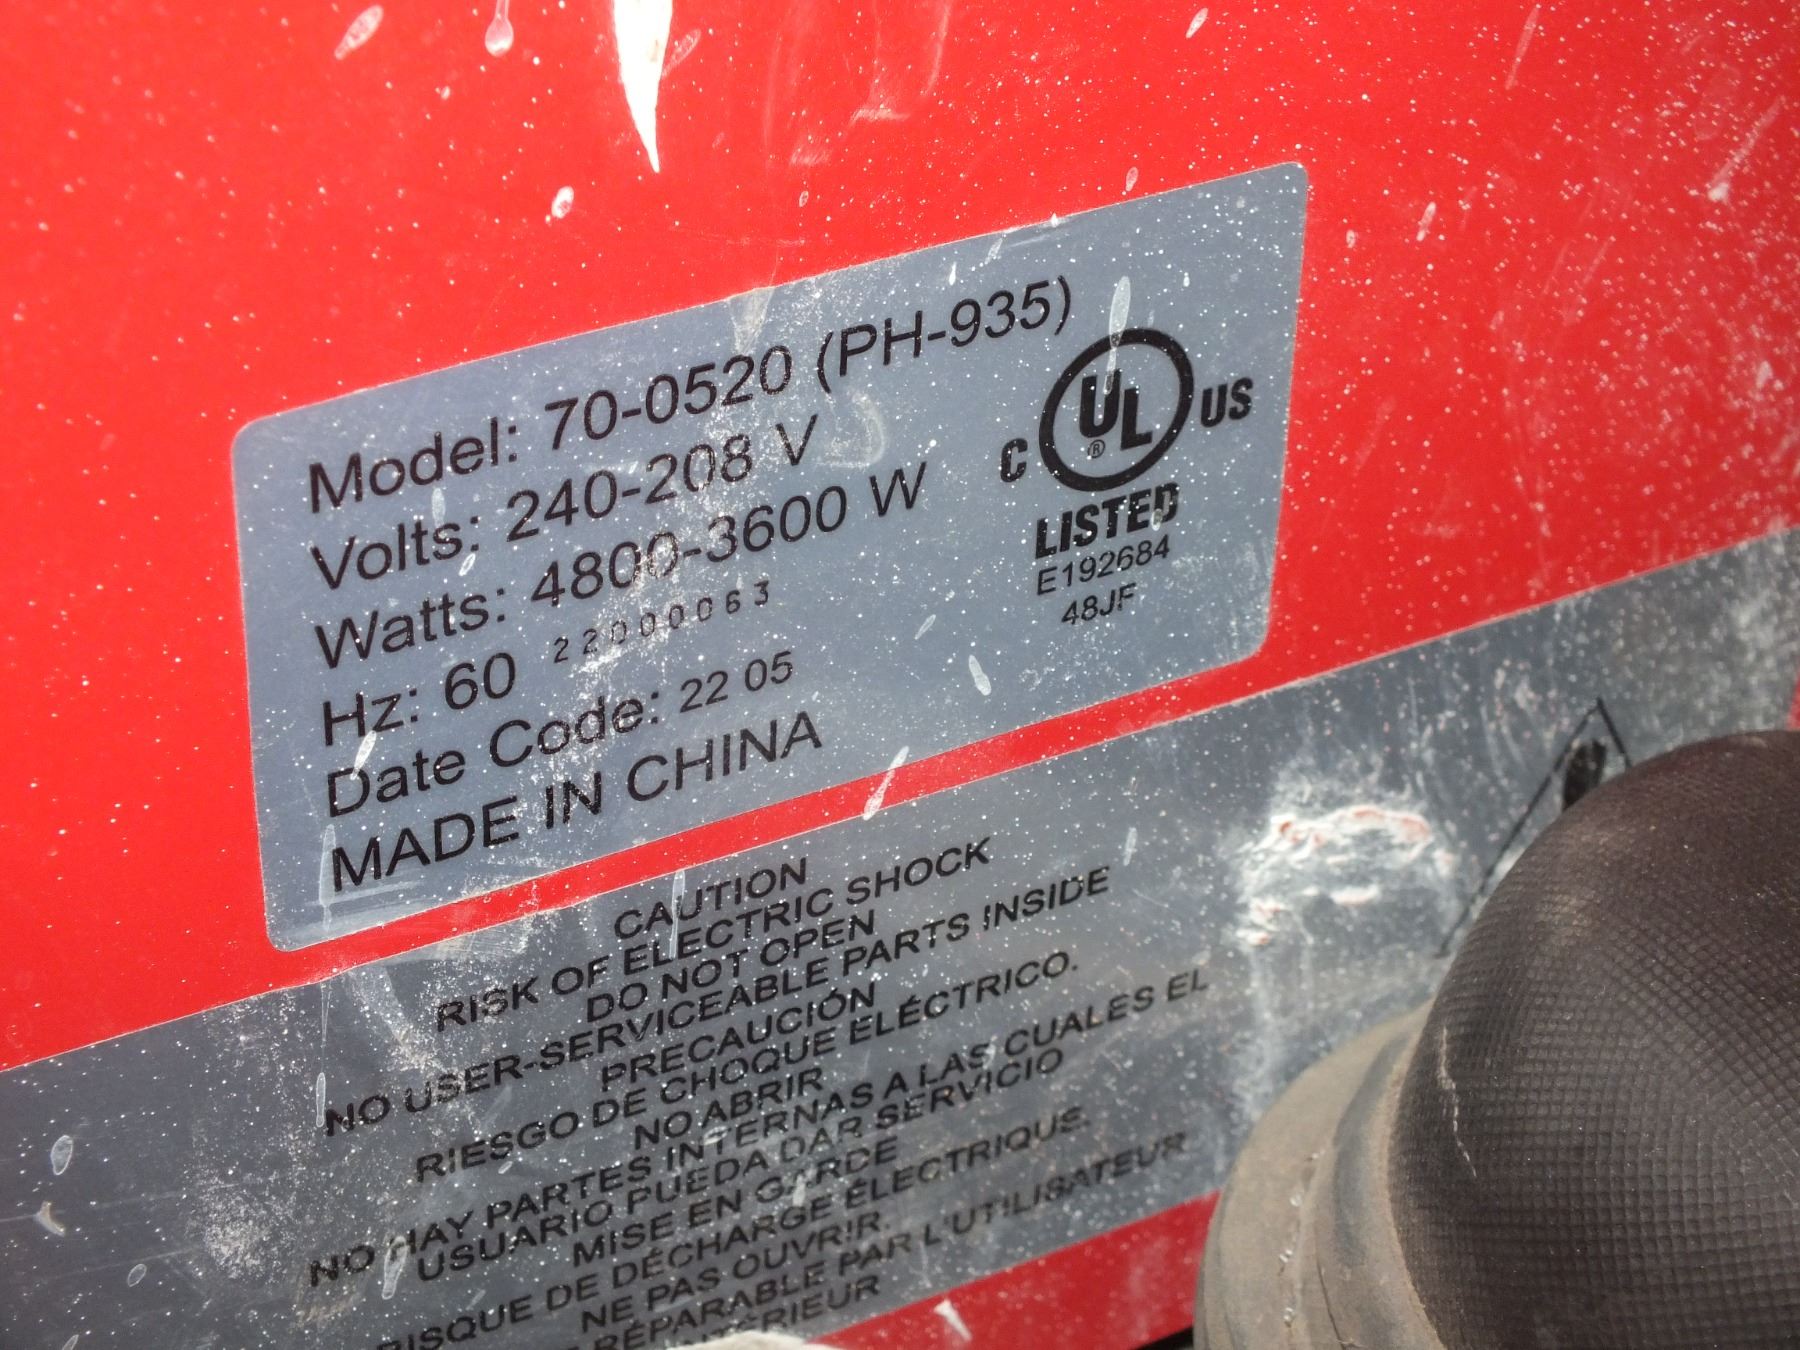 Model: 70-0520 (PH-935)
Volts: 240-208 V
Watts: 4800-3600 W
Hz: 60 22000063
Date Code: 22 05
MADE IN CHINA
C UL ® US
LISTED
E192684
48JF
CAUTION
RISK OF ELECTRIC SHOCK
DO NOT OPEN
NO USER-SERVICEABLE PARTS INSIDE
PRECAUCIÓN
RIESGO DE CHOQUE ELÉCTRICO.
NO ABRIR
NO HAY PARTES INTERNAS A LAS CUALES EL
USUARIO PUEDA DAR SERVICIO
MISE EN GARDE
RISQUE DE DÉCHARGE ÉLECTRIQUE.
NE PAS OUVRIR.
RÉPARABLE PAR L'UTILISATEUR